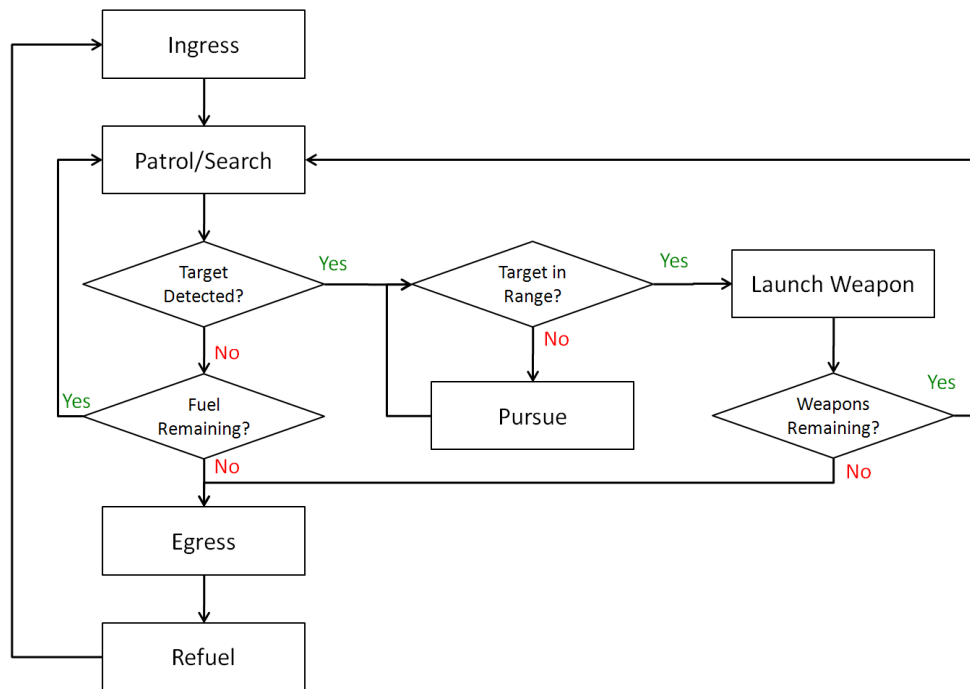 Ingress
Patrol/Search
Target
Detected?
Yes
Target in
Range?
Yes
Launch Weapon
No
No
Yes
Fuel
Remaining?
Pursue
Weapons
Remaining?
Yes
No
No
Egress
Refuel